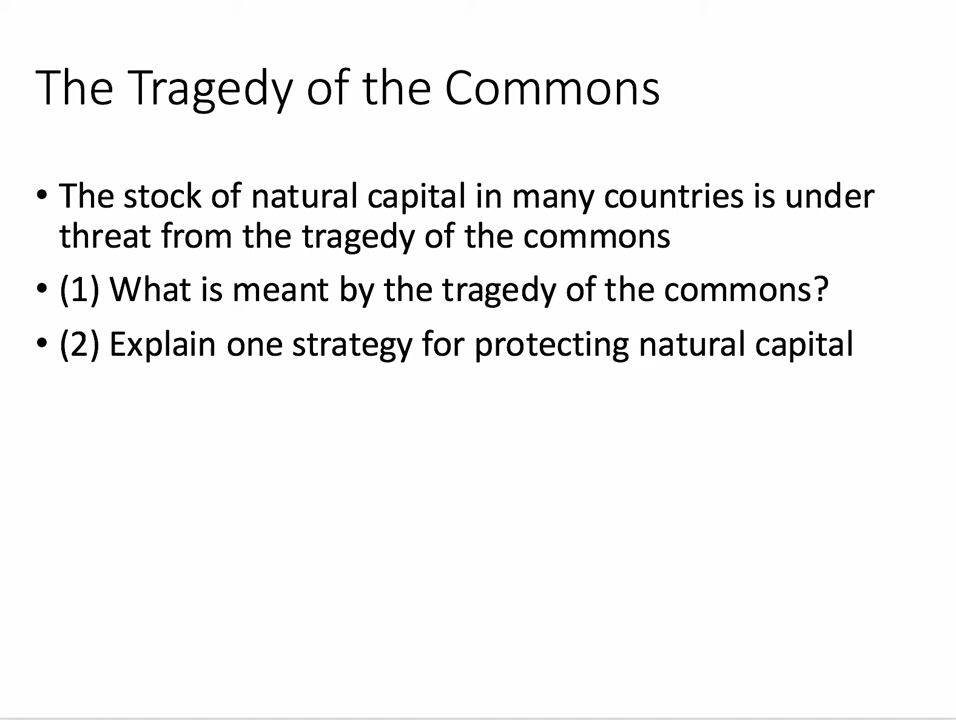 The Tragedy of the Commons
• The stock of natural capital in many countries is under
threat from the tragedy of the commons
• (1) What is meant by the tragedy of the commons?
• (2) Explain one strategy for protecting natural capital